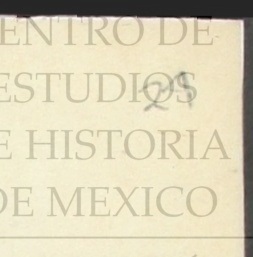 ENTRO DE
ESTUDIOS
E HISTORIA
DE MEXICO